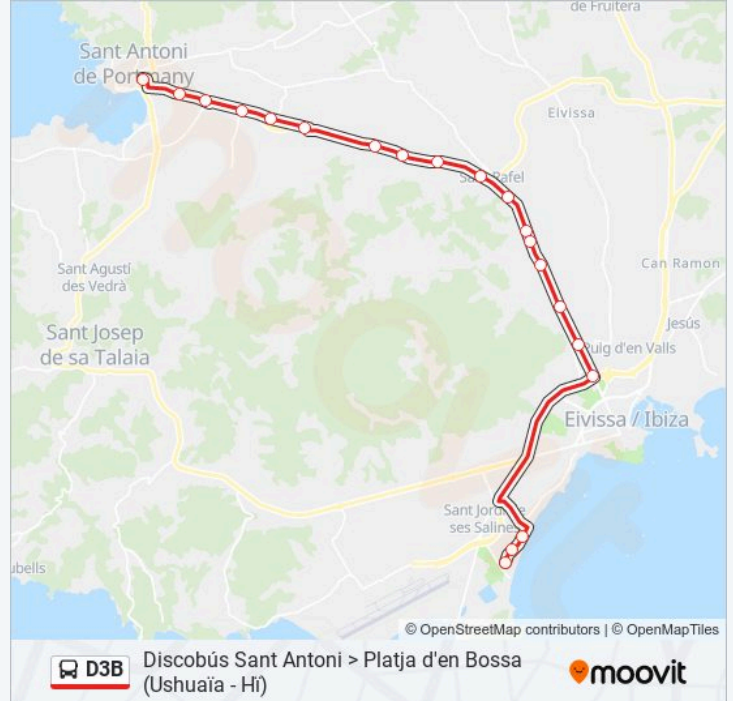 de Fruitera
Sant Antoni
de Portmany
Eivissa
Sant Rafel
Sant Agustí
des Vedrà
Can Ramon
Jesús
Sant Josep
de sa Talaia
Puig d'en Valls
Eivissa / Ibiza
Sant Jordi de
ses Salines
ubells
© OpenStreetMap contributors | © OpenMapTiles
D3B
Discobús Sant Antoni > Platja d'en Bossa
(Ushuaïa - Hï)
moovit